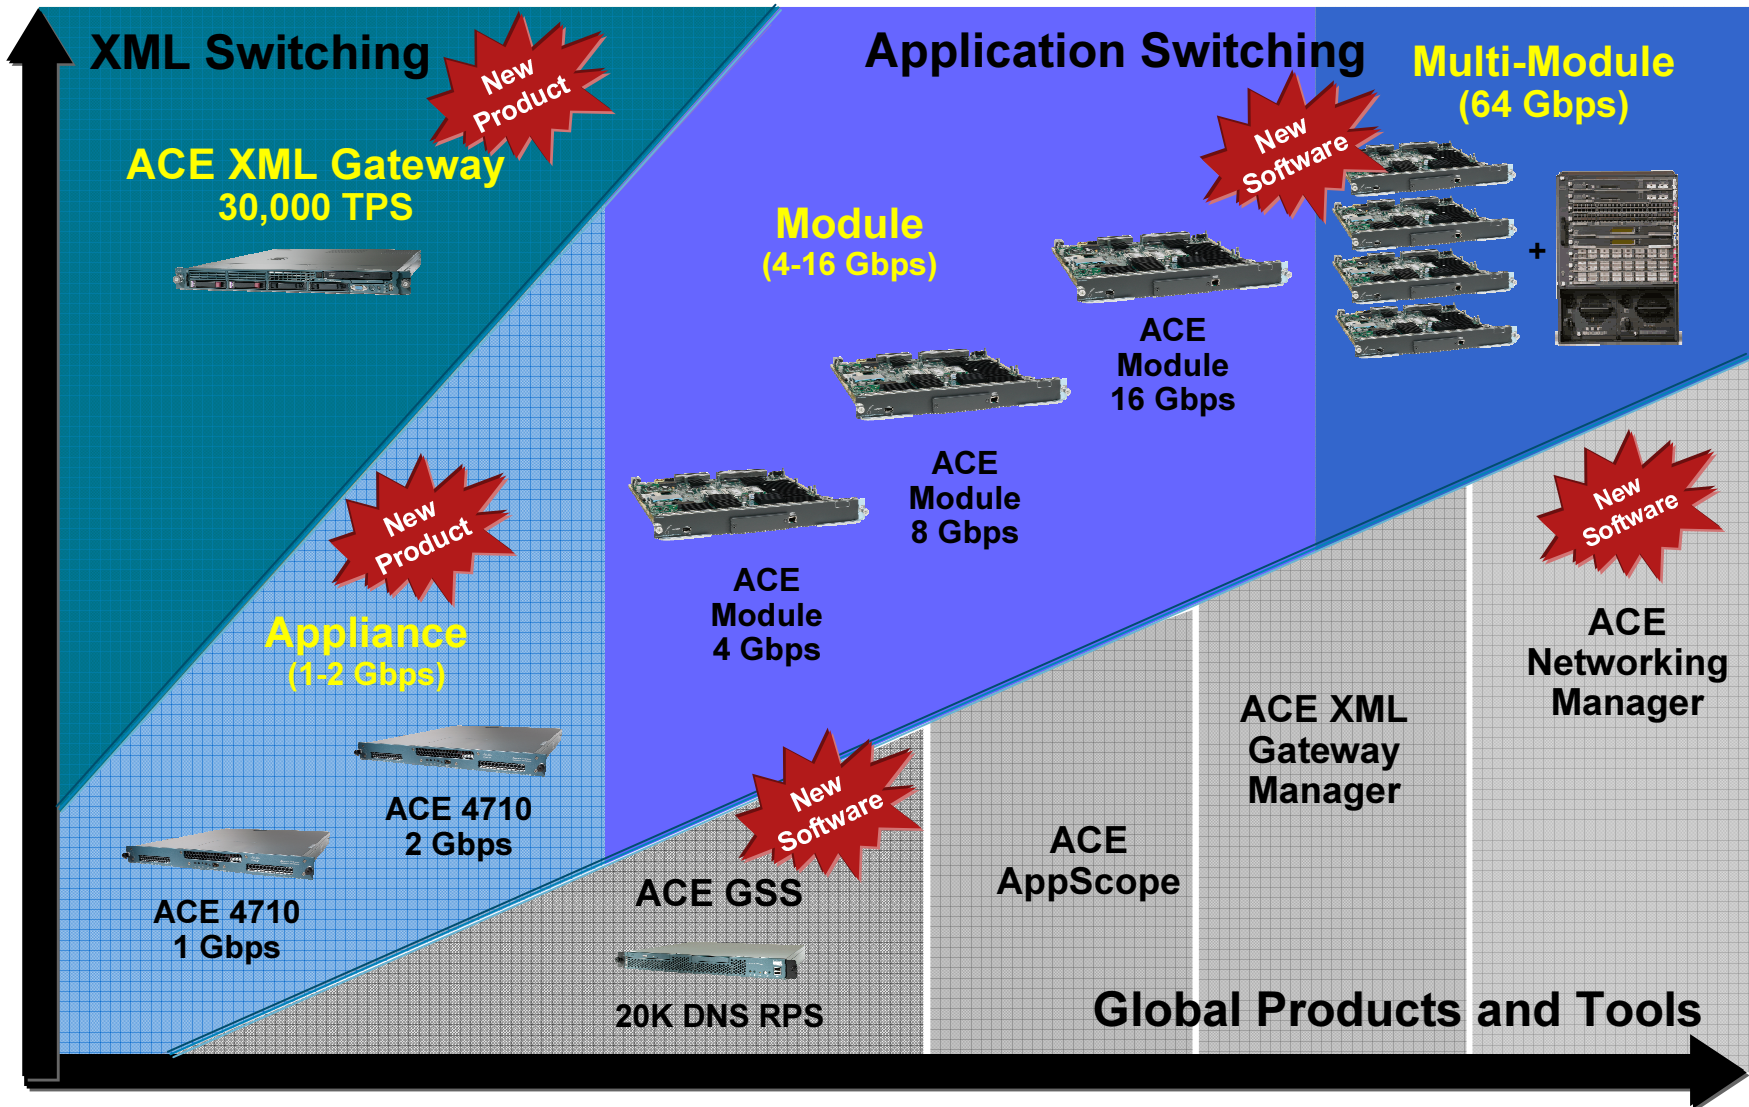 XML Switching
New
Product
ACE XML Gateway
30,000 TPS
Application Switching
Multi-Module
(64 Gbps)
New
Software
+
Module
(4-16 Gbps)
ACE
Module
16 Gbps
ACE
Module
8 Gbps
ACE
Module
4 Gbps
New
Product
Appliance
(1-2 Gbps)
ACE 4710
2 Gbps
ACE 4710
1 Gbps
New
Software
ACE GSS
20K DNS RPS
ACE
AppScope
ACE XML
Gateway
Manager
New
Software
ACE
Networking
Manager
Global Products and Tools